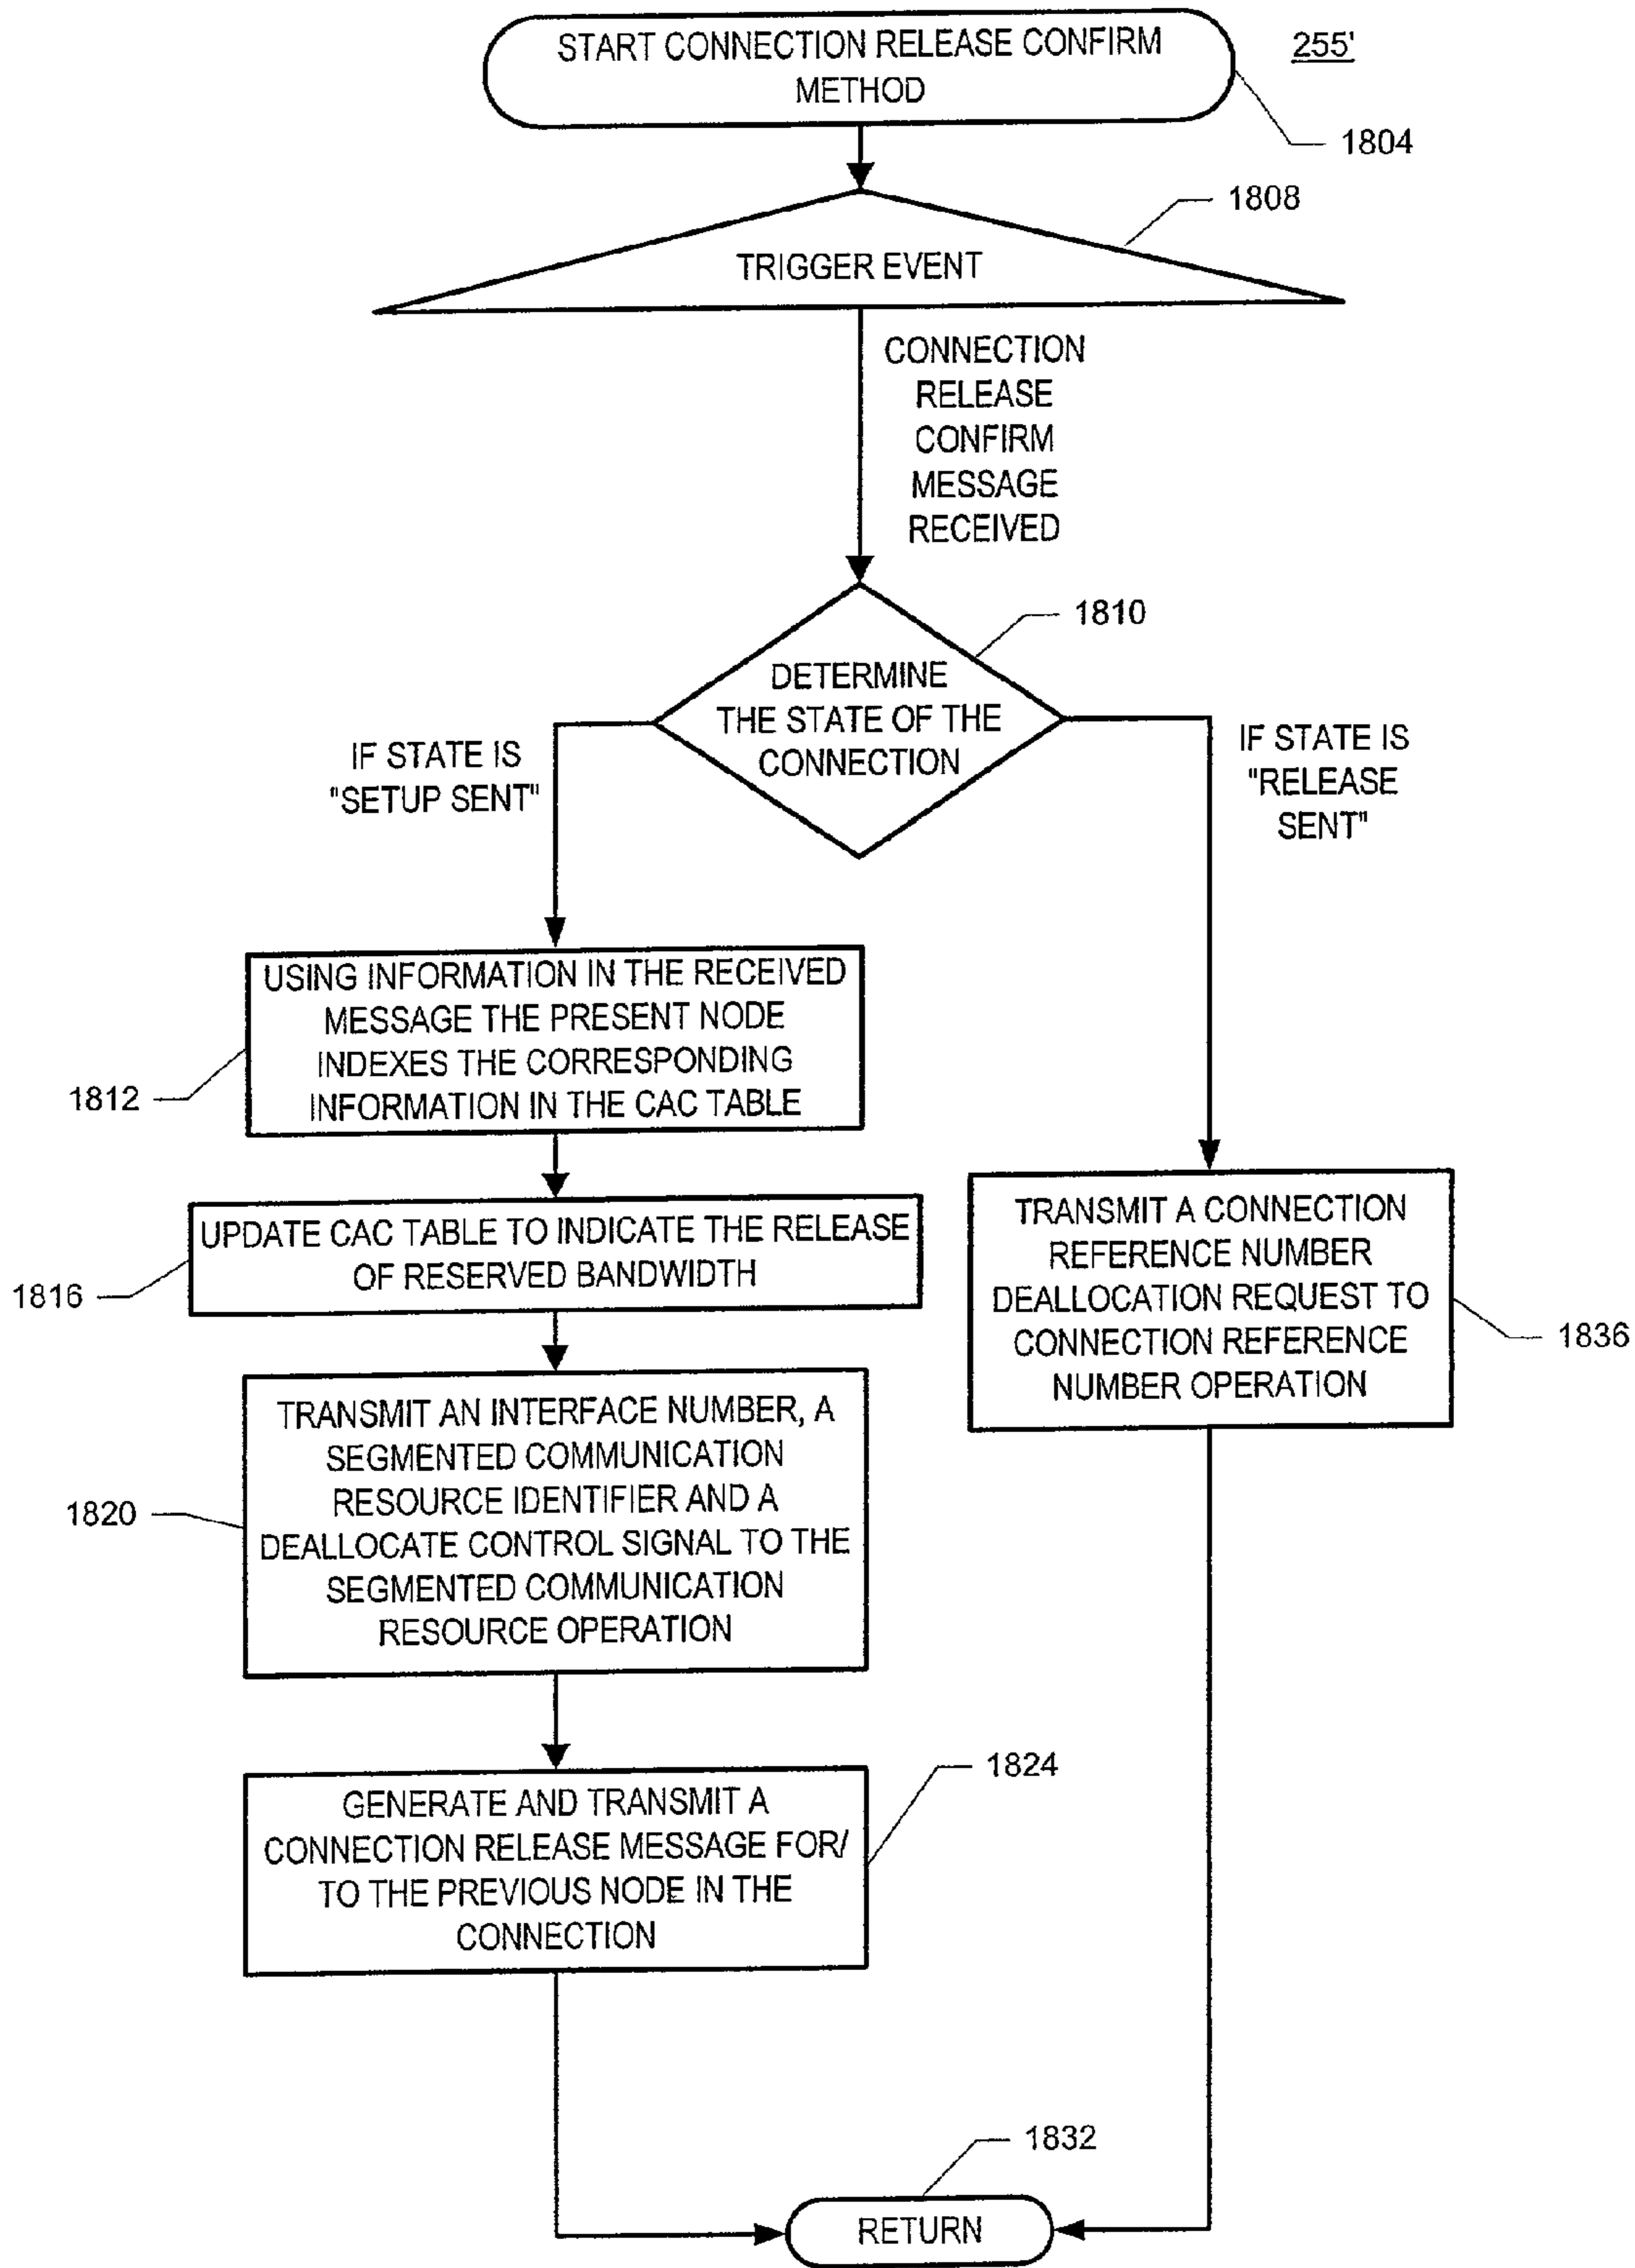 START CONNECTION RELEASE CONFIRM
METHOD
255'
1804
1808
TRIGGER EVENT
CONNECTION
RELEASE
CONFIRM
MESSAGE
RECEIVED
1810
DETERMINE
THE STATE OF THE
CONNECTION
IF STATE IS
"SETUP SENT"
IF STATE IS
"RELEASE
SENT"
USING INFORMATION IN THE RECEIVED
MESSAGE THE PRESENT NODE
INDEXES THE CORRESPONDING
INFORMATION IN THE CAC TABLE
1812
UPDATE CAC TABLE TO INDICATE THE RELEASE
OF RESERVED BANDWIDTH
1816
TRANSMIT A CONNECTION
REFERENCE NUMBER
DEALLOCATION REQUEST TO
CONNECTION REFERENCE
NUMBER OPERATION
1836
TRANSMIT AN INTERFACE NUMBER, A
SEGMENTED COMMUNICATION
RESOURCE IDENTIFIER AND A
DEALLOCATE CONTROL SIGNAL TO THE
SEGMENTED COMMUNICATION
RESOURCE OPERATION
1820
1824
GENERATE AND TRANSMIT A
CONNECTION RELEASE MESSAGE FOR/
TO THE PREVIOUS NODE IN THE
CONNECTION
1832
RETURN